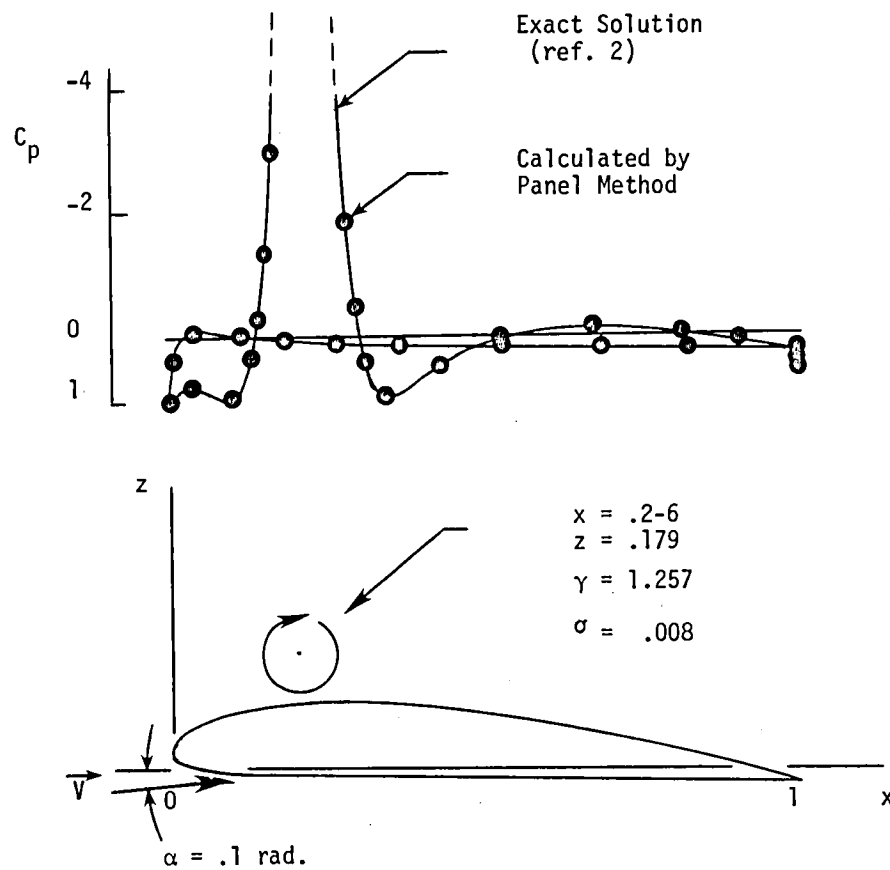 Exact Solution
(ref. 2)
-4
Cp
Calculated by
Panel Method
-2
0
1
z
x = .2-6
z = .179
γ = 1.257
σ = .008
V
0
1
x
α = .1 rad.